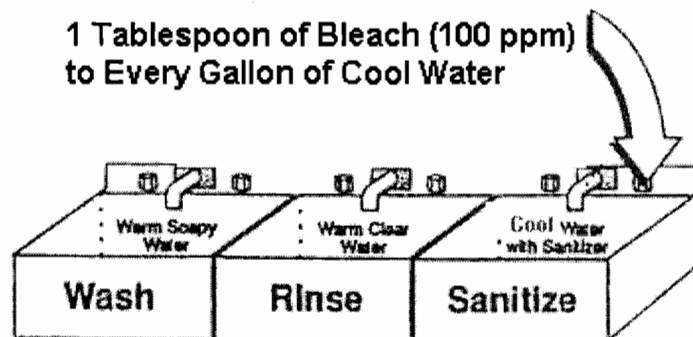 1 Tablespoon of Bleach (100 ppm)
to Every Gallon of Cool Water
Warm Soapy
Water
Warm Clear
Water
Cool Water
with Sanitizer
Wash
Rinse
Sanitize